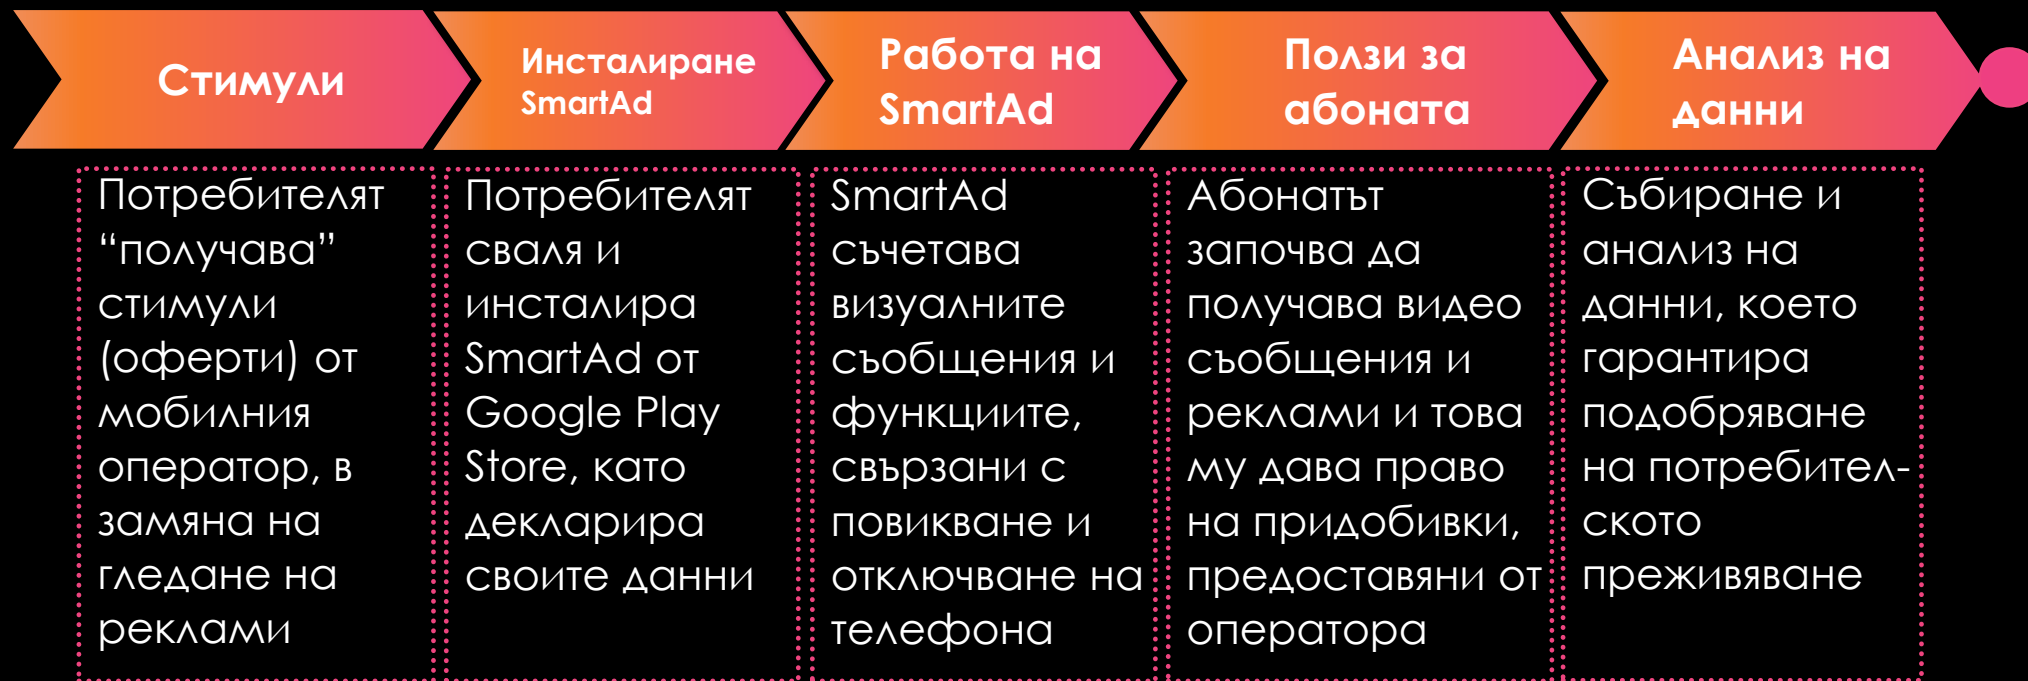 Стимули
Инсталиране
SmartAd
Работа на
SmartAd
Ползи за
абоната
Анализ на
данни
Потребителят
“получава”
стимули
(оферти) от
мобилния
оператор, в
замяна на
гледане на
реклами
Потребителят
сваля и
инсталира
SmartAd от
Google Play
Store, като
декларира
своите данни
SmartAd
съчетава
визуалните
съобщения и
функциите,
свързани с
повикване и
отключване на
телефона
Абонатът
започва да
получава видео
съобщения и
реклами и това
му дава право
на придобивки,
предоставяни от
оператора
Събиране и
анализ на
данни, което
гарантира
подобряване
на потребител-
ското
преживяване